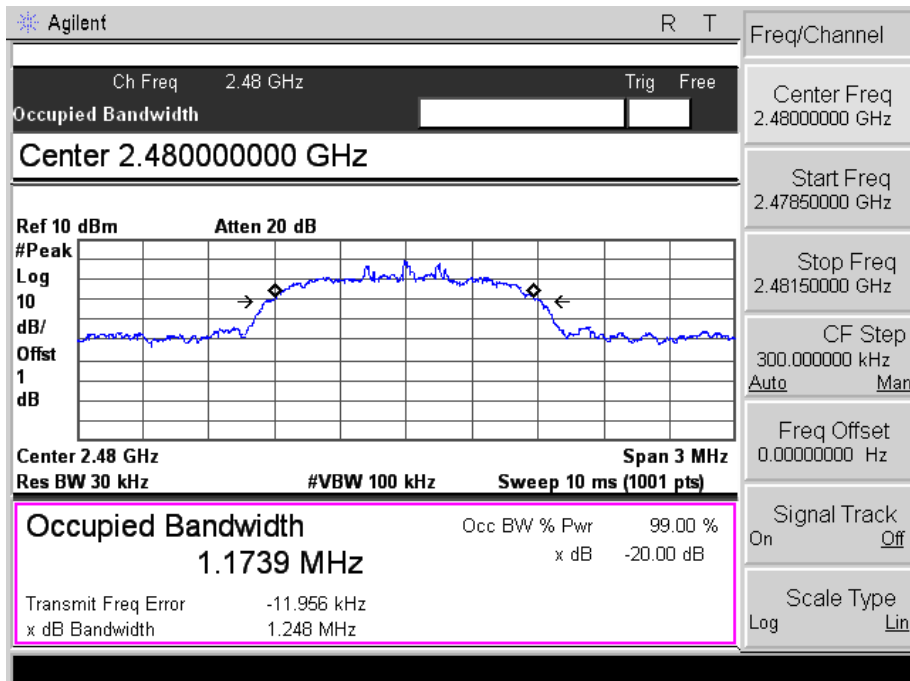 Agilent R T
Ch Freq 2.48 GHz Trig Free
Occupied Bandwidth
Center 2.480000000 GHz
Ref 10 dBm Atten 20 dB
#Peak
Log
10
dB/
Offst
1
dB
Center 2.48 GHz Span 3 MHz
Res BW 30 kHz #VBW 100 kHz Sweep 10 ms (1001 pts)
Occupied Bandwidth
1.1739 MHz
Occ BW % Pwr 99.00 %
x dB -20.00 dB
Transmit Freq Error -11.956 kHz
x dB Bandwidth 1.248 MHz
Freq/Channel
Center Freq
2.48000000 GHz
Start Freq
2.47850000 GHz
Stop Freq
2.48150000 GHz
CF Step
300.000000 kHz
Auto Man
Freq Offset
0.00000000 Hz
Signal Track
On Off
Scale Type
Log Lin